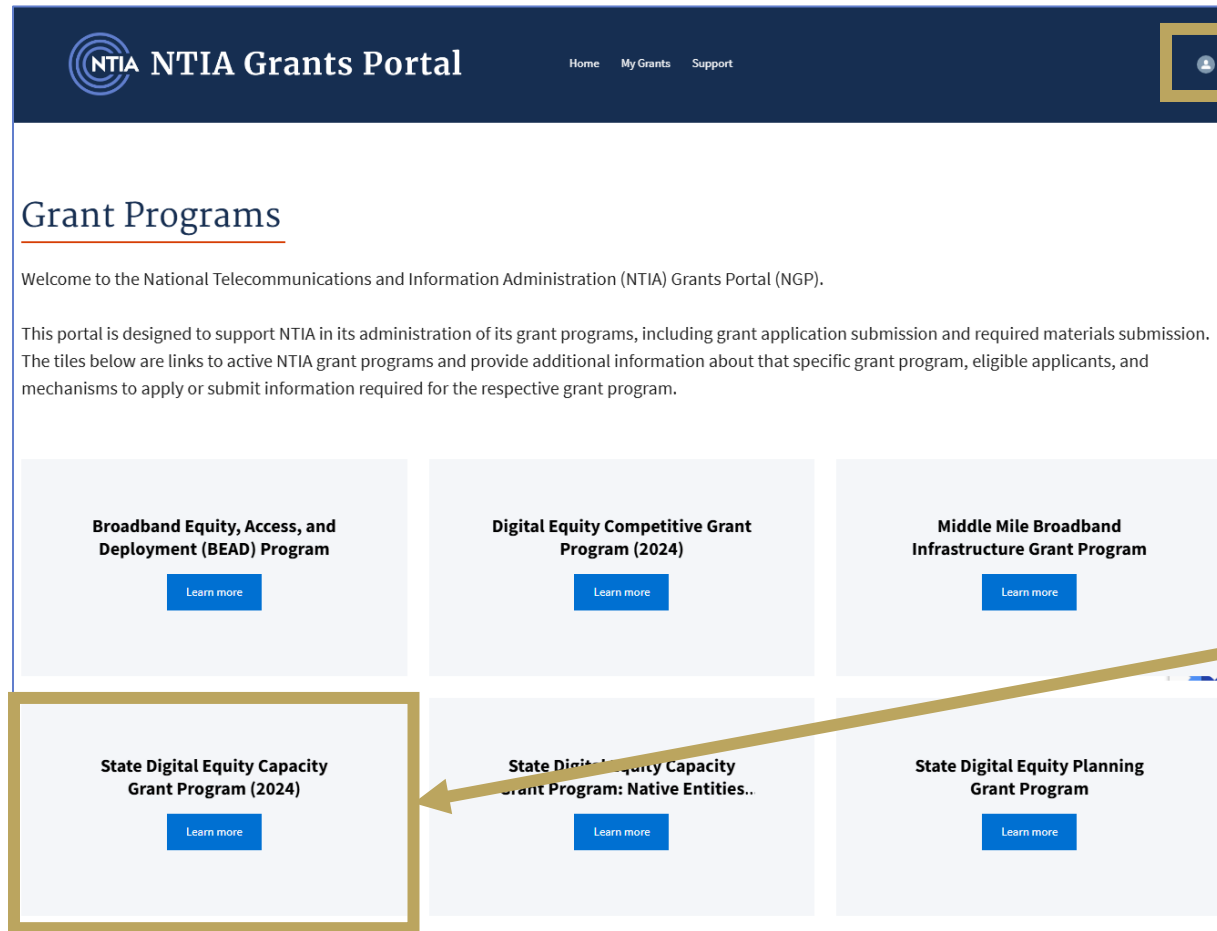 NTIA NTIA Grants Portal
Home My Grants Support
Grant Programs
Welcome to the National Telecommunications and Information Administration (NTIA) Grants Portal (NGP).
This portal is designed to support NTIA in its administration of its grant programs, including grant application submission and required materials submission.
The tiles below are links to active NTIA grant programs and provide additional information about that specific grant program, eligible applicants, and
mechanisms to apply or submit information required for the respective grant program.
Broadband Equity, Access, and
Deployment (BEAD) Program
Learn more
Digital Equity Competitive Grant
Program (2024)
Learn more
Middle Mile Broadband
Infrastructure Grant Program
Learn more
State Digital Equity Capacity
Grant Program (2024)
Learn more
State Digital Equity Capacity
Grant Program: Native Entities...
Learn more
State Digital Equity Planning
Grant Program
Learn more